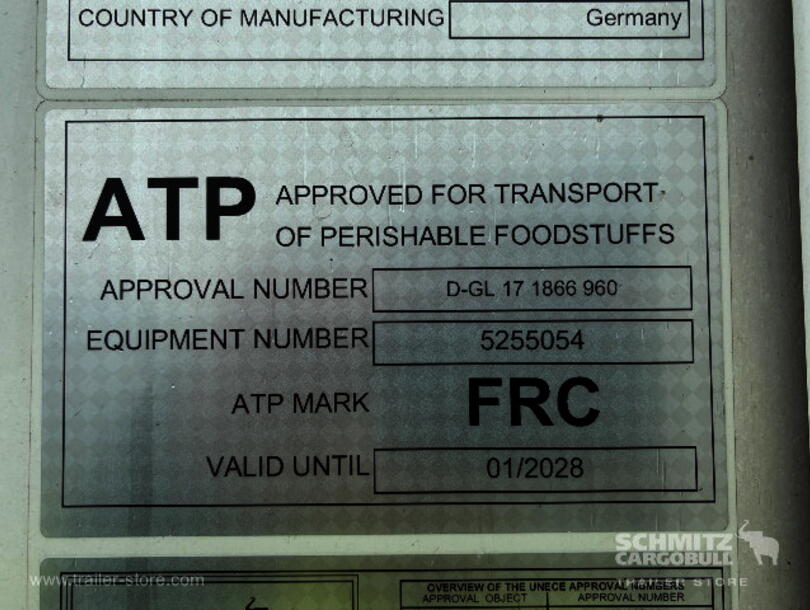 COUNTRY OF MANUFACTURING Germany
ATP APPROVED FOR TRANSPORT
OF PERISHABLE FOODSTUFFS
APPROVAL NUMBER D-GL 17 1866 960
EQUIPMENT NUMBER 5255054
ATP MARK FRC
VALID UNTIL 01/2028
SCHMITZ
CARGOBULL
TRAILER STORE
www.trailer-store.com
OVERVIEW OF THE UNECE APPROVAL NUMBERS
APPROVAL OBJECT APPROVAL NUMBER